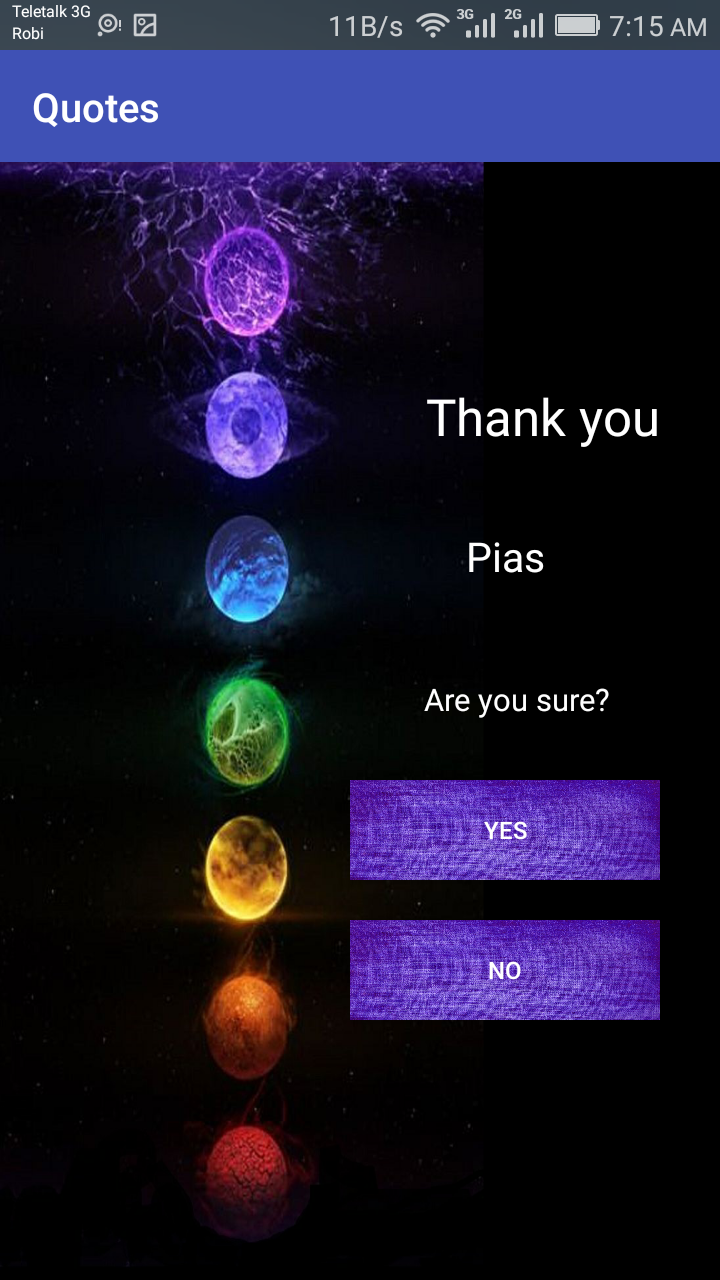 Teletalk 3G
Robi
11B/s 3G 2G 7:15 AM
Quotes
Thank you
Pias
Are you sure?
YES
NO